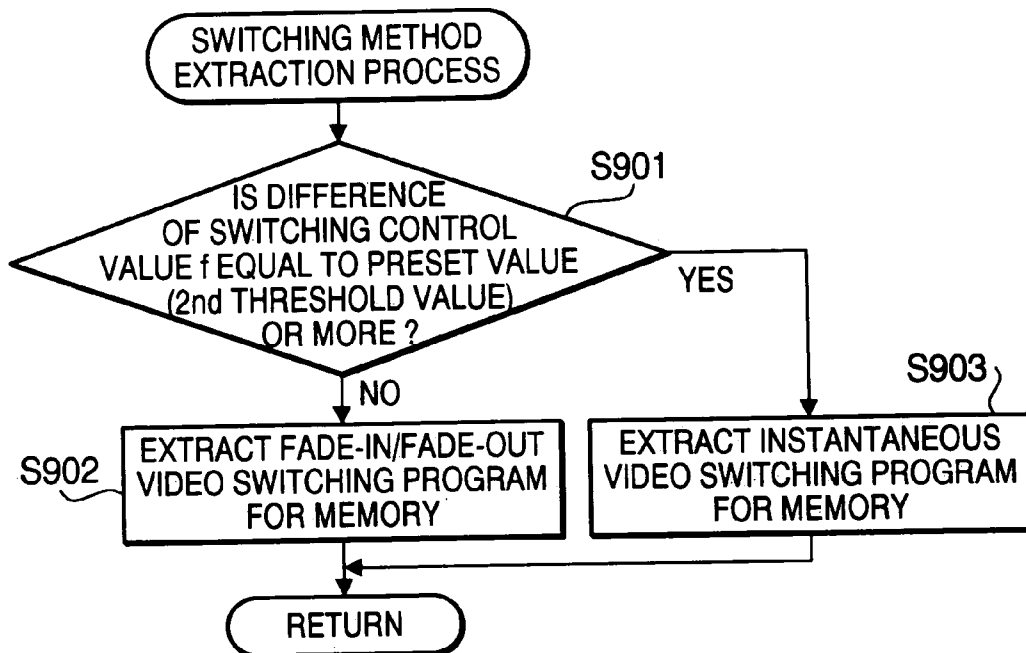 SWITCHING METHOD
EXTRACTION PROCESS
S901
IS DIFFERENCE
OF SWITCHING CONTROL
VALUE f EQUAL TO PRESET VALUE
(2nd THRESHOLD VALUE)
OR MORE ?
YES
NO
S903
S902
EXTRACT FADE-IN/FADE-OUT
VIDEO SWITCHING PROGRAM
FOR MEMORY
EXTRACT INSTANTANEOUS
VIDEO SWITCHING PROGRAM
FOR MEMORY
RETURN